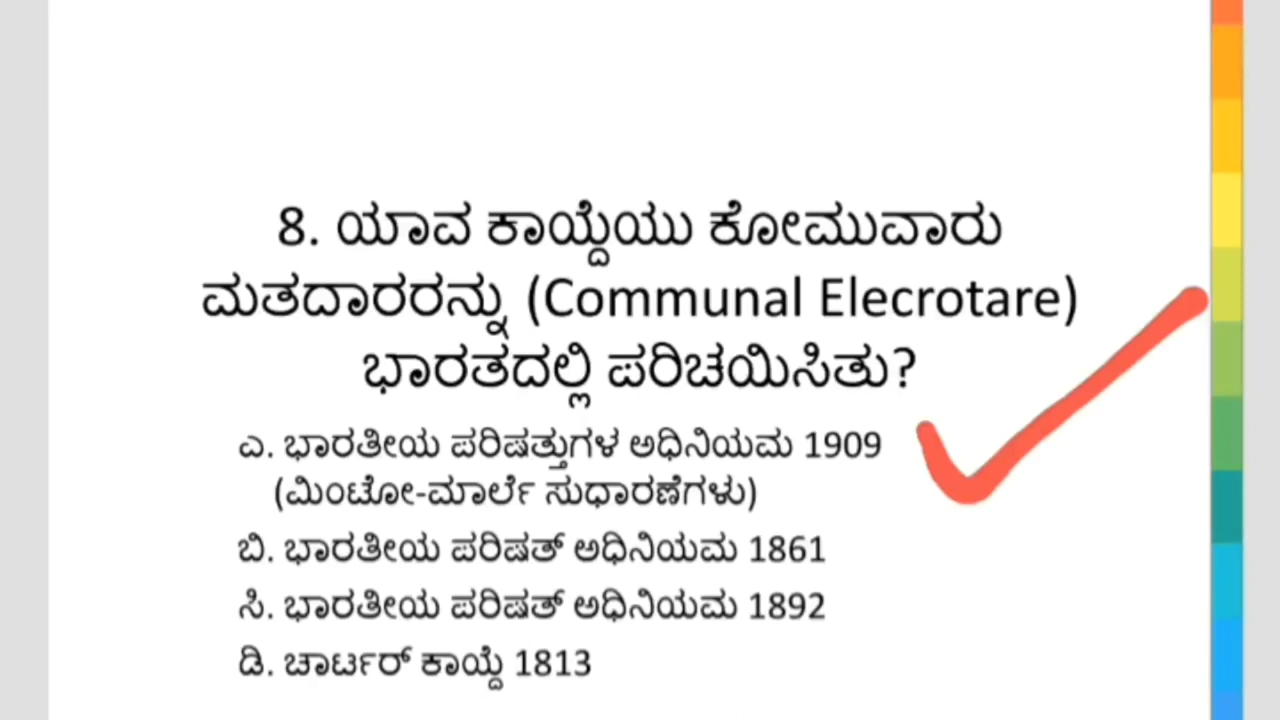 8. ಯಾವ ಕಾಯ್ದೆಯು ಕೋಮುವಾರು
ಮತದಾರರನ್ನು (Communal Elecrotare)
ಭಾರತದಲ್ಲಿ ಪರಿಚಯಿಸಿತು?
ಎ. ಭಾರತೀಯ ಪರಿಷತ್ತುಗಳ ಅಧಿನಿಯಮ 1909
(ಮಿಂಟೋ-ಮಾರ್ಲೆ ಸುಧಾರಣೆಗಳು)
ಬಿ. ಭಾರತೀಯ ಪರಿಷತ್ ಅಧಿನಿಯಮ 1861
ಸಿ. ಭಾರತೀಯ ಪರಿಷತ್ ಅಧಿನಿಯಮ 1892
ಡಿ. ಚಾರ್ಟರ್ ಕಾಯ್ದೆ 1813